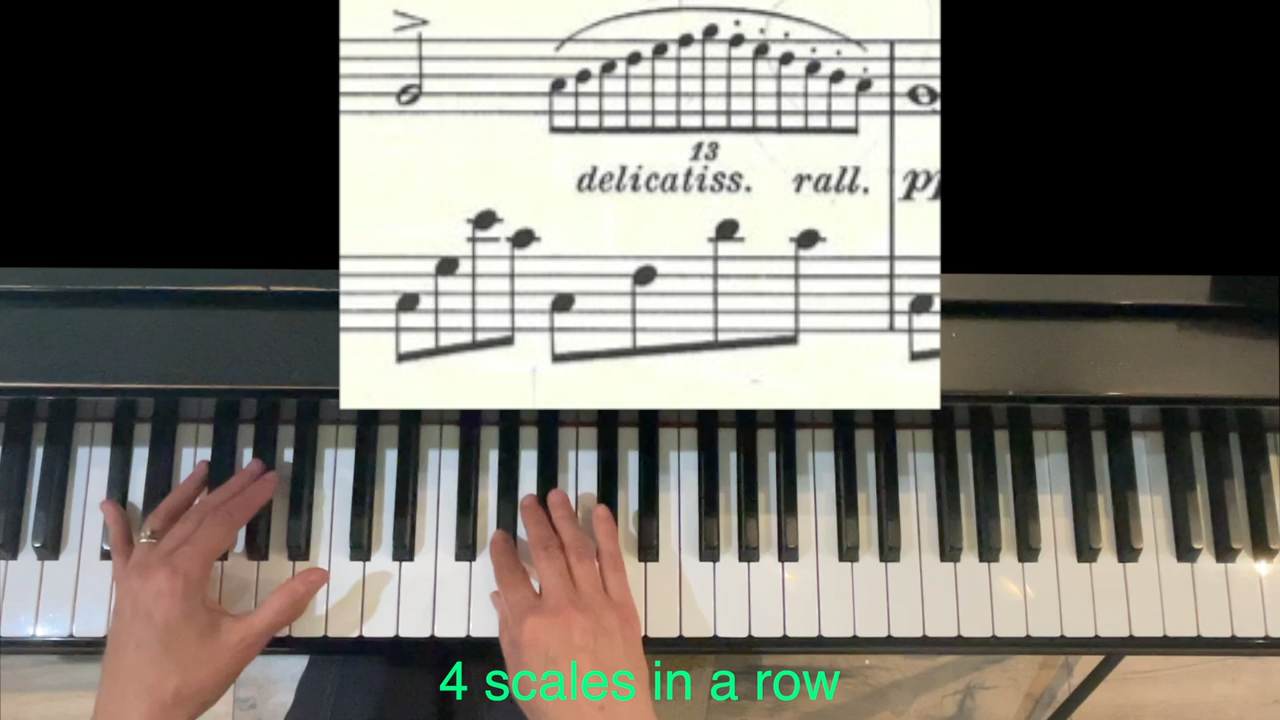 13
delicatiss. rall. pp
4 scales in a row